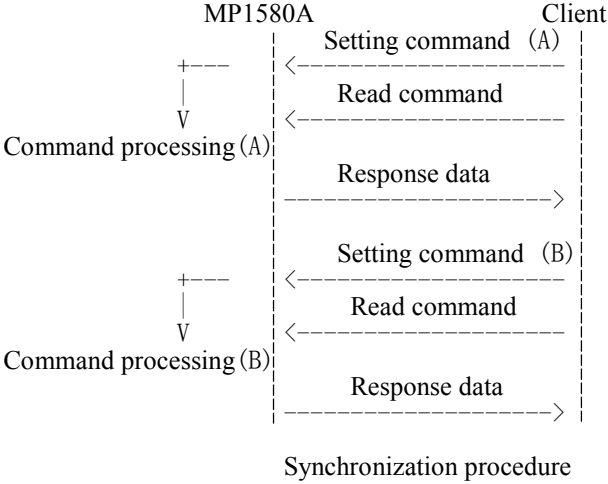 MP1580A Client
Setting command (A)
Read command
Command processing(A)
Response data
Setting command (B)
Read command
Command processing(B)
Response data
Synchronization procedure